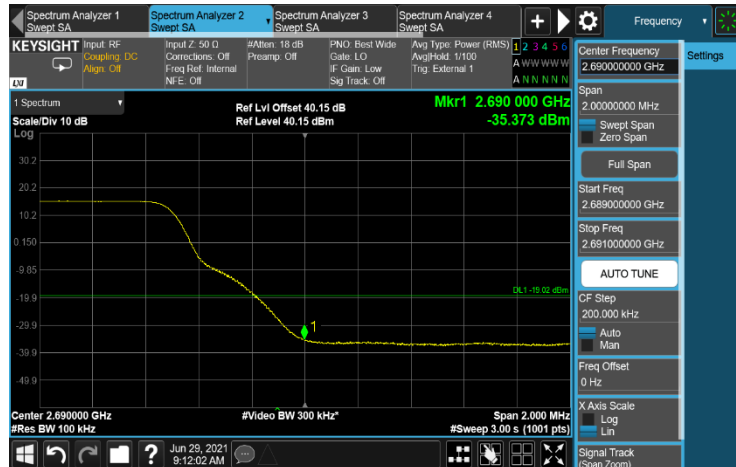 Spectrum Analyzer 1
Swept SA
Spectrum Analyzer 2
Swept SA
Spectrum Analyzer 3
Swept SA
Spectrum Analyzer 4
Swept SA
+
Frequency
KEYSIGHT
LXI
Input: RF
Coupling: DC
Align: Off
Input Z: 50 Ω
Corrections: Off
Freq Ref: Internal
NFE: Off
#Atten: 18 dB
Preamp: Off
PNO: Best Wide
Gate: LO
IF Gain: Low
Sig Track: Off
Avg Type: Power (RMS)
Avg|Hold: 1/100
Trig: External 1
1 2 3 4 5 6
A W W W W W
A N N N N N
1 Spectrum
Scale/Div 10 dB
Log
Ref Lvl Offset 40.15 dB
Ref Level 40.15 dBm
Mkr1 2.690 000 GHz
-35.373 dBm
30.2
20.2
10.2
0.150
-9.85
-19.9
-29.9
-39.9
-49.9
DL1 -19.02 dBm
1
Center 2.690000 GHz
#Res BW 100 kHz
#Video BW 300 kHz*
Span 2.000 MHz
#Sweep 3.00 s (1001 pts)
Jun 29, 2021
9:12:02 AM
?
Settings
Center Frequency
2.690000000 GHz
Span
2.00000000 MHz
Swept Span
Zero Span
Full Span
Start Freq
2.689000000 GHz
Stop Freq
2.691000000 GHz
AUTO TUNE
CF Step
200.000 kHz
Auto
Man
Freq Offset
0 Hz
X Axis Scale
Log
Lin
Signal Track
(Span Zoom)